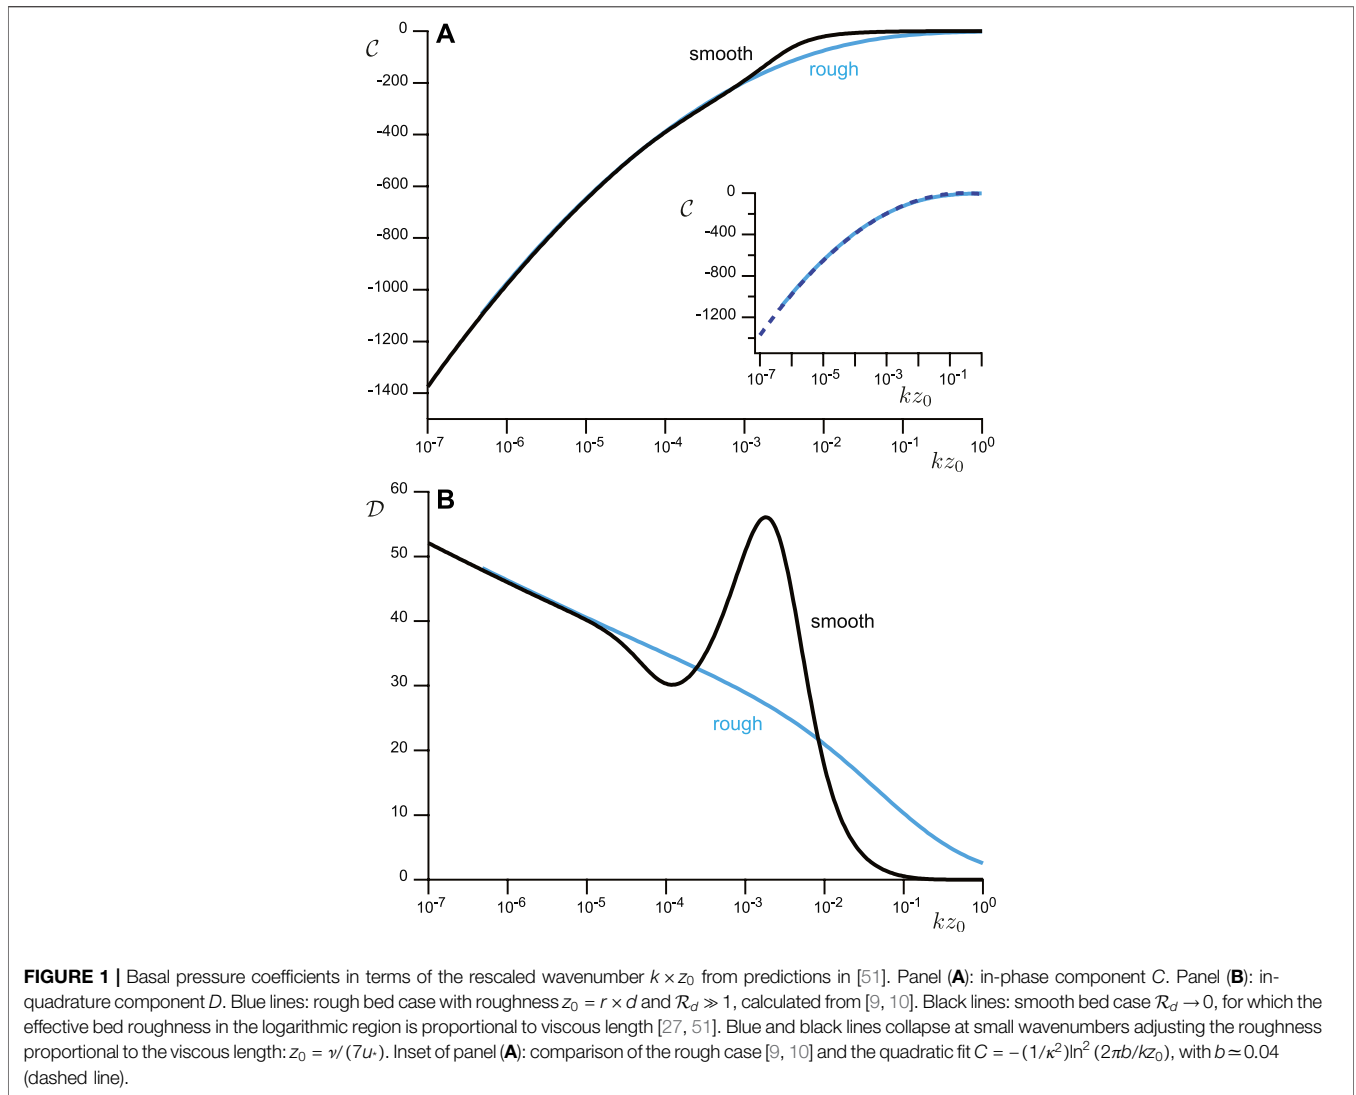 A
C
0
-200
-400
-600
-800
-1000
-1200
-1400
smooth
rough
C
0
-400
-800
-1200
10-7 10-5 10-3 10-1
kz0
10-7 10-6 10-5 10-4 10-3 10-2 10-1 100
kz0
B
D
60
50
40
30
20
10
0
smooth
rough
10-7 10-6 10-5 10-4 10-3 10-2 10-1 100
kz0
FIGURE 1 | Basal pressure coefficients in terms of the rescaled wavenumber k × z0 from predictions in [51]. Panel (A): in-phase component C. Panel (B): in-
quadrature component D. Blue lines: rough bed case with roughness z0 = r × d and Rd ≫ 1, calculated from [9, 10]. Black lines: smooth bed case Rd → 0, for which the
effective bed roughness in the logarithmic region is proportional to viscous length [27, 51]. Blue and black lines collapse at small wavenumbers adjusting the roughness
proportional to the viscous length: z0 = ν/(7u*). Inset of panel (A): comparison of the rough case [9, 10] and the quadratic fit C = −(1/κ2)ln2 (2πb/kz0), with b ≃ 0.04
(dashed line).